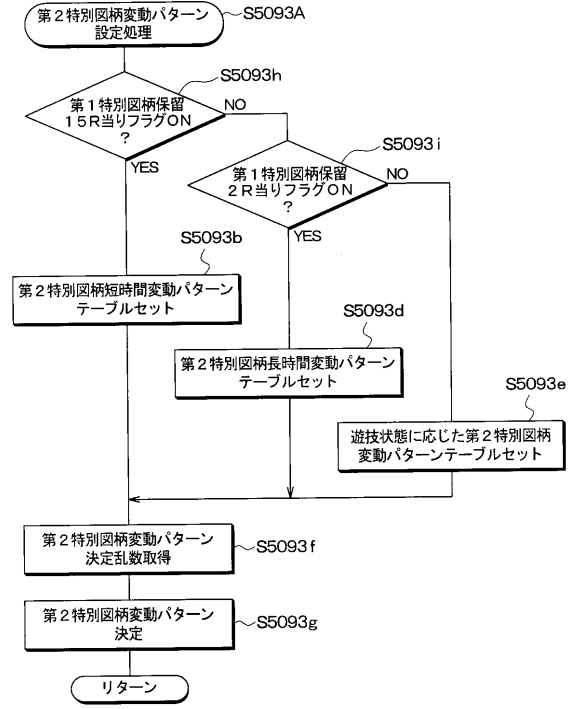 第２特別図柄変動パターン
設定処理
S5093A
第１特別図柄保留
１５Ｒ当りフラグＯＮ
？
S5093h
NO
YES
第１特別図柄保留
２Ｒ当りフラグＯＮ
？
S5093i
NO
YES
S5093b
第２特別図柄短時間変動パターン
テーブルセット
S5093d
第２特別図柄長時間変動パターン
テーブルセット
S5093e
遊技状態に応じた第２特別図柄
変動パターンテーブルセット
第２特別図柄変動パターン
決定乱数取得
S5093f
第２特別図柄変動パターン
決定
S5093g
リターン